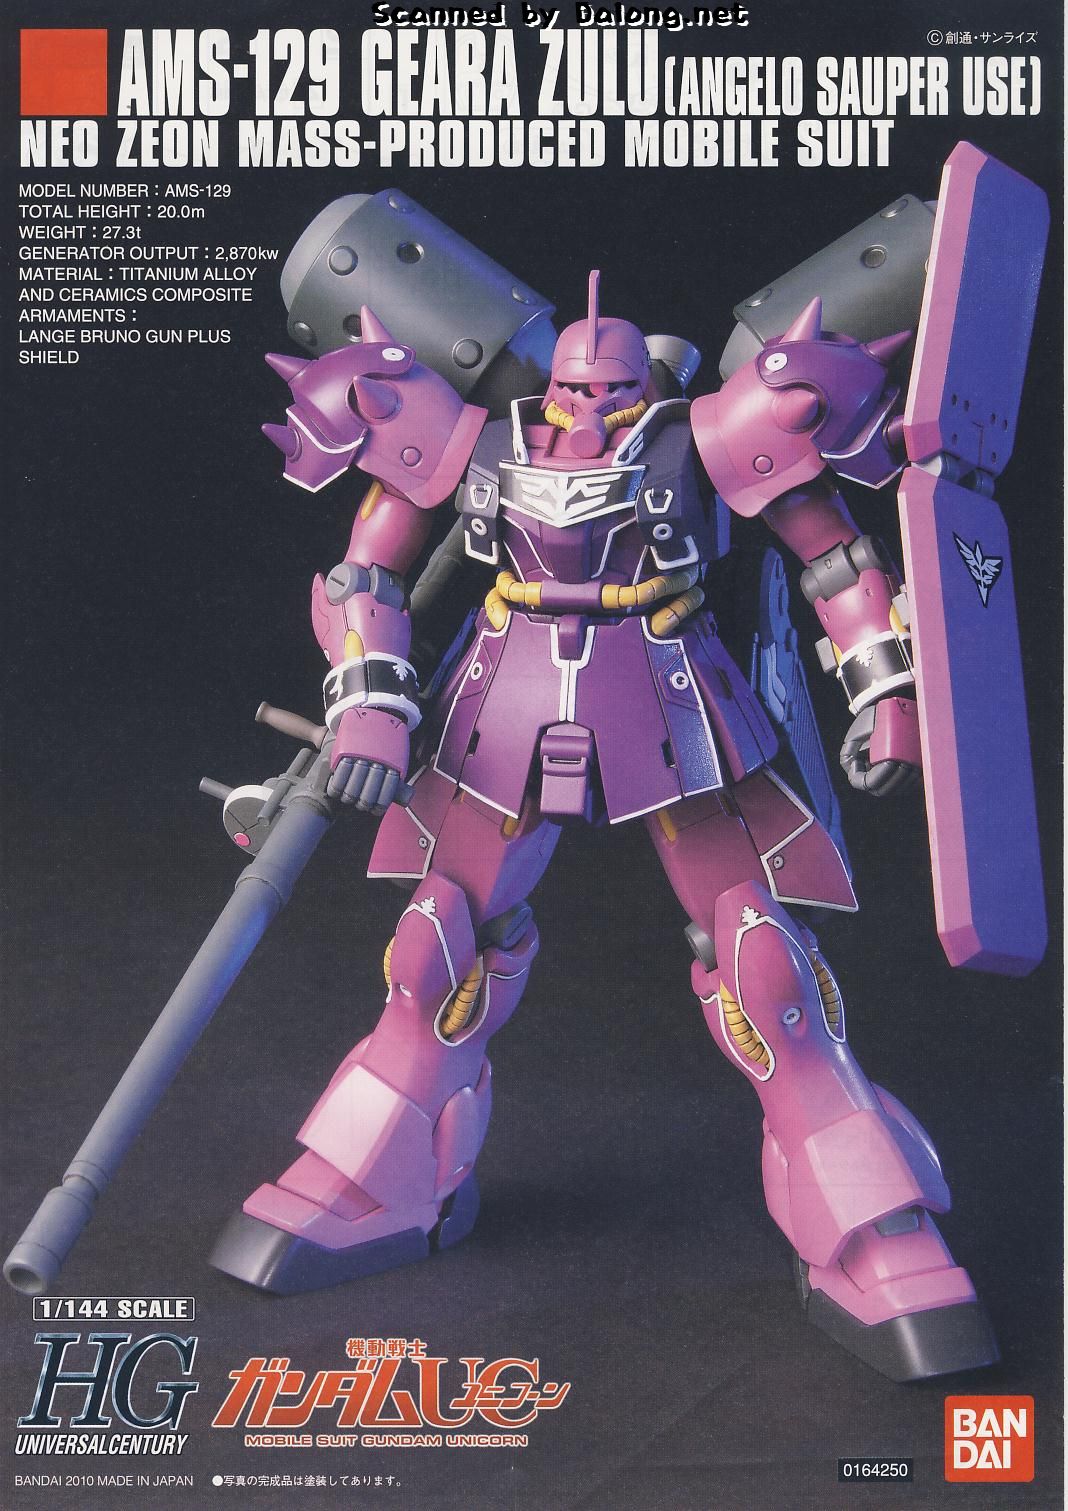 Scanned by Dalong.net
©創通・サンライズ
AMS-129 GEARA ZULU (ANGELO SAUPER USE)
NEO ZEON MASS-PRODUCED MOBILE SUIT
MODEL NUMBER：AMS-129
TOTAL HEIGHT：20.0m
WEIGHT：27.3t
GENERATOR OUTPUT：2,870kw
MATERIAL：TITANIUM ALLOY
AND CERAMICS COMPOSITE
ARMAMENTS：
LANGE BRUNO GUN PLUS
SHIELD
1/144 SCALE
HG
UNIVERSAL CENTURY
機動戦士
ガンダムUC
ユニコーン
MOBILE SUIT GUNDAM UNICORN
BANDAI 2010 MADE IN JAPAN ●写真の完成品は塗装してあります。
0164250
BAN
DAI